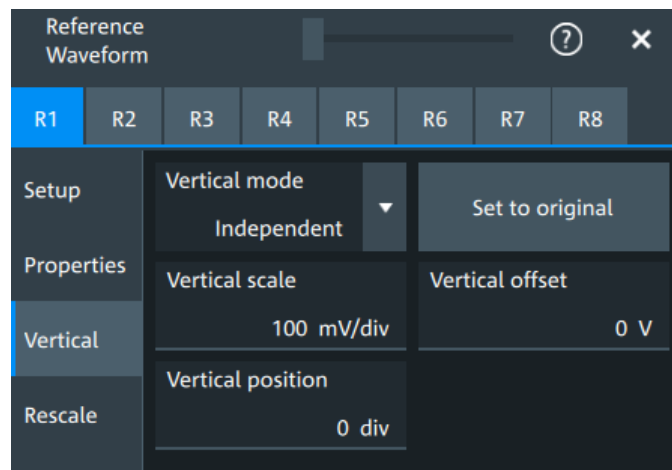 Reference
Waveform
?
R1 R2 R3 R4 R5 R6 R7 R8
Setup
Properties
Vertical
Rescale
Vertical mode
Independent
Set to original
Vertical scale
100 mV/div
Vertical offset
0 V
Vertical position
0 div